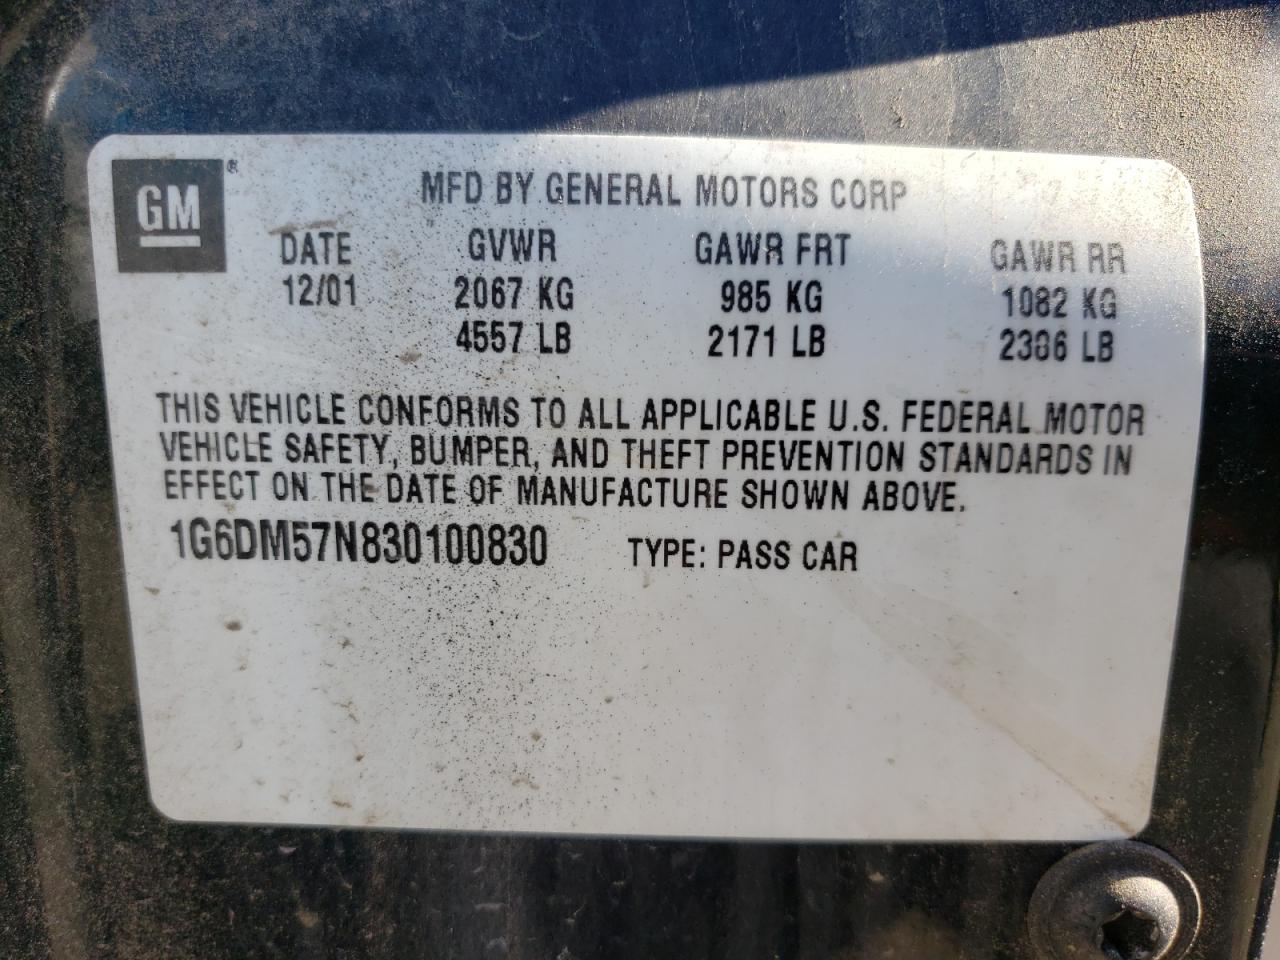 GM ®
MFD BY GENERAL MOTORS CORP
DATE GVWR GAWR FRT GAWR RR
12/01 2067 KG 985 KG 1082 KG
4557 LB 2171 LB 2386 LB
THIS VEHICLE CONFORMS TO ALL APPLICABLE U.S. FEDERAL MOTOR
VEHICLE SAFETY, BUMPER, AND THEFT PREVENTION STANDARDS IN
EFFECT ON THE DATE OF MANUFACTURE SHOWN ABOVE.
1G6DM57N830100830 TYPE: PASS CAR